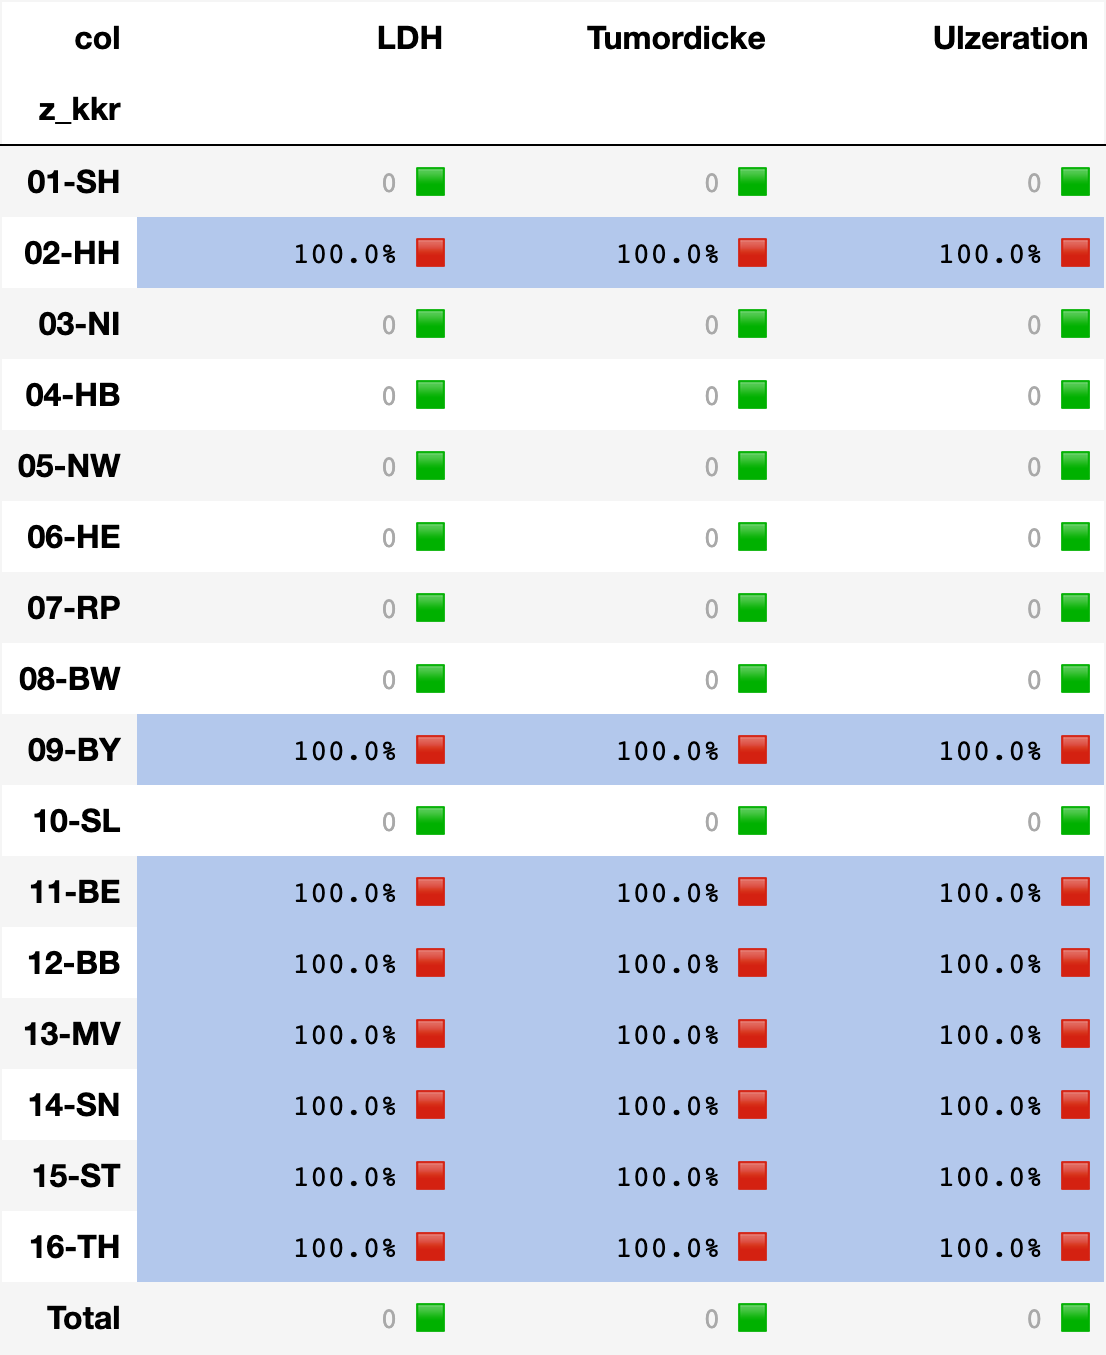 col LDH Tumordicke Ulzeration
z_kkr
01-SH 0 0 0
02-HH 100.0% 100.0% 100.0%
03-NI 0 0 0
04-HB 0 0 0
05-NW 0 0 0
06-HE 0 0 0
07-RP 0 0 0
08-BW 0 0 0
09-BY 100.0% 100.0% 100.0%
10-SL 0 0 0
11-BE 100.0% 100.0% 100.0%
12-BB 100.0% 100.0% 100.0%
13-MV 100.0% 100.0% 100.0%
14-SN 100.0% 100.0% 100.0%
15-ST 100.0% 100.0% 100.0%
16-TH 100.0% 100.0% 100.0%
Total 0 0 0